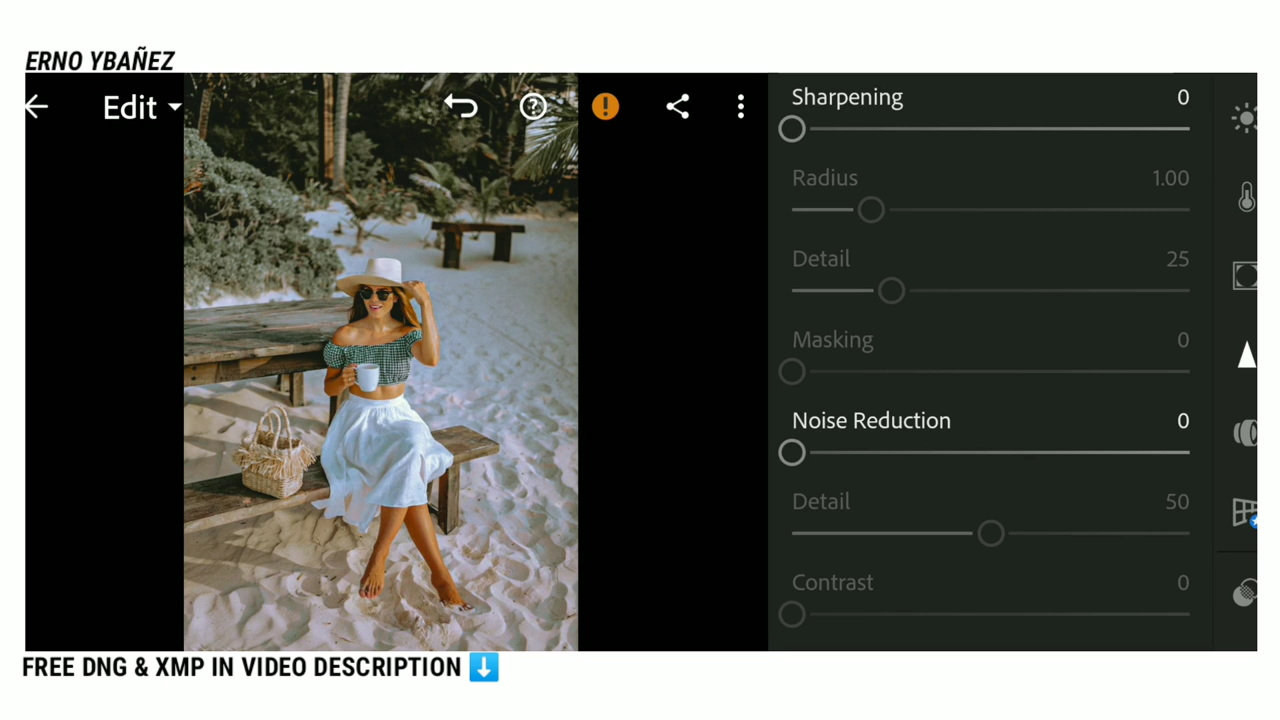 ERNO YBAÑEZ
Edit
Sharpening 0
Radius 1.00
Detail 25
Masking 0
Noise Reduction 0
Detail 50
Contrast 0
FREE DNG & XMP IN VIDEO DESCRIPTION ⬇️